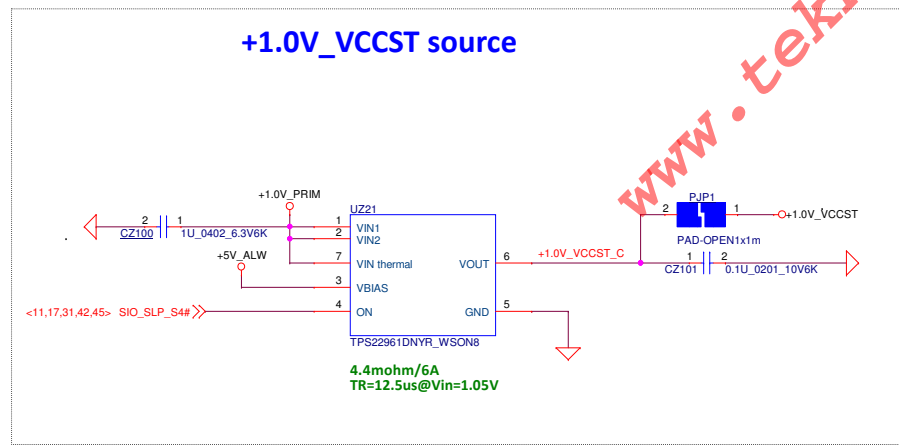 +1.0V_VCCST source
www.tek
+1.0V_PRIM
2
1
CZ100
1U_0402_6.3V6K
+5V_ALW
<11,17,31,42,45> SIO_SLP_S4#
UZ21
1
VIN1
2
VIN2
7
VIN thermal
3
VBIAS
4
ON
VOUT
6
GND
5
TPS22961DNYR_WSON8
4.4mohm/6A
TR=12.5us@Vin=1.05V
+1.0V_VCCST_C
PJP1
2
1
+1.0V_VCCST
PAD-OPEN1x1m
1
2
CZ101
0.1U_0201_10V6K